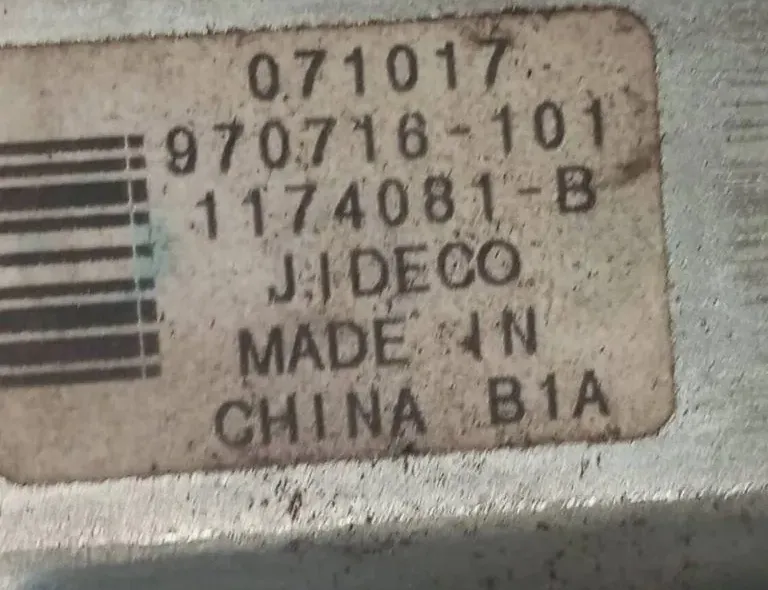 071017
970716-101
1174081-B
JIDECO
MADE IN
CHINA B1A